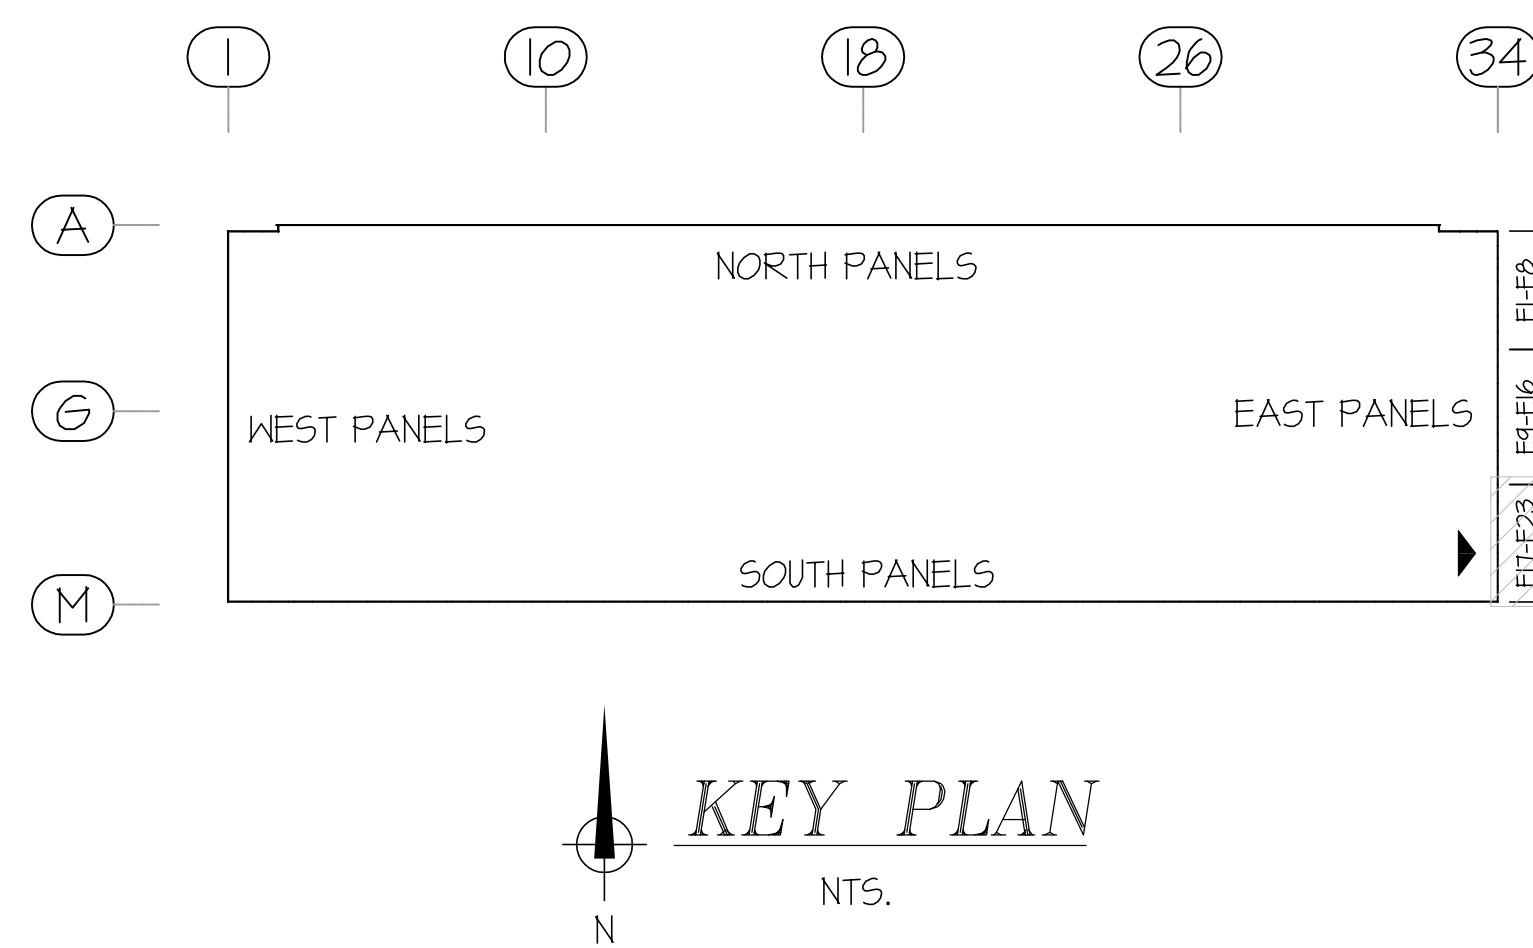 1 10 18 26 34
A
NORTH PANELS
F1-F8
G
WEST PANELS
EAST PANELS
F9-F16
SOUTH PANELS
F17-F23
M
KEY PLAN
NTS.
N